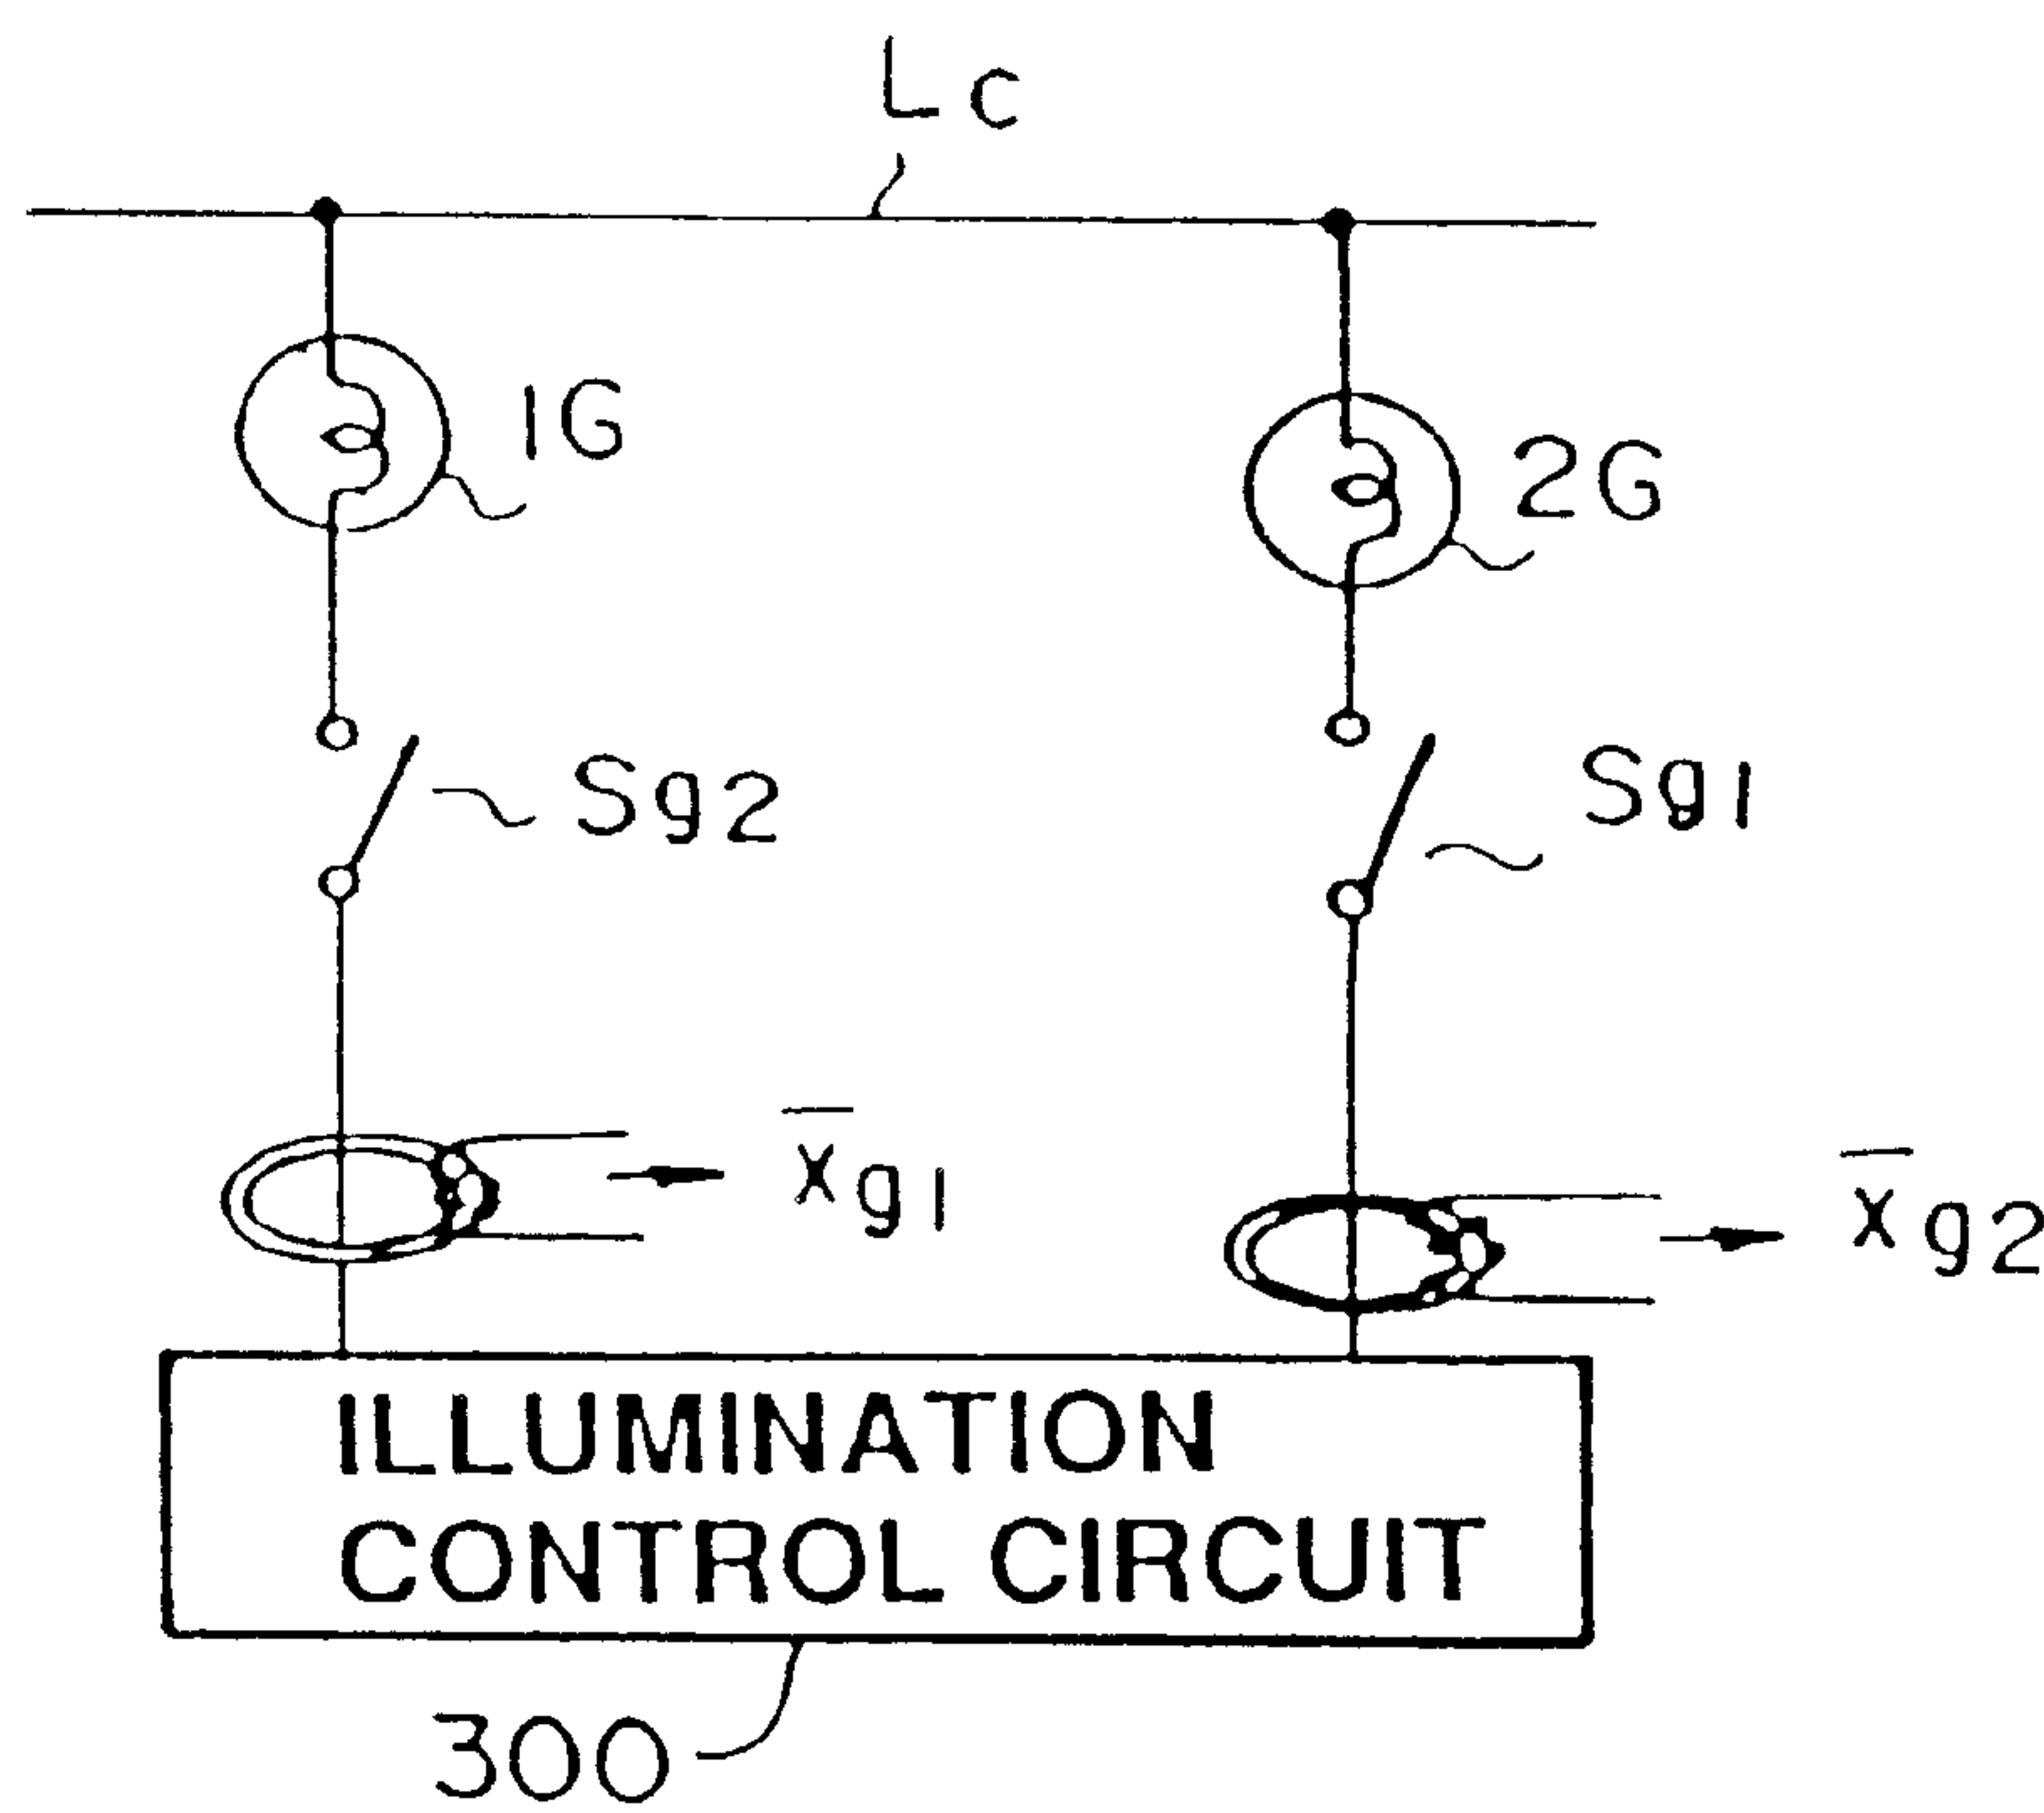 Lc
1G
2G
Sg2
Sg1
x̄g1
x̄g2
ILLUMINATION
CONTROL CIRCUIT
300